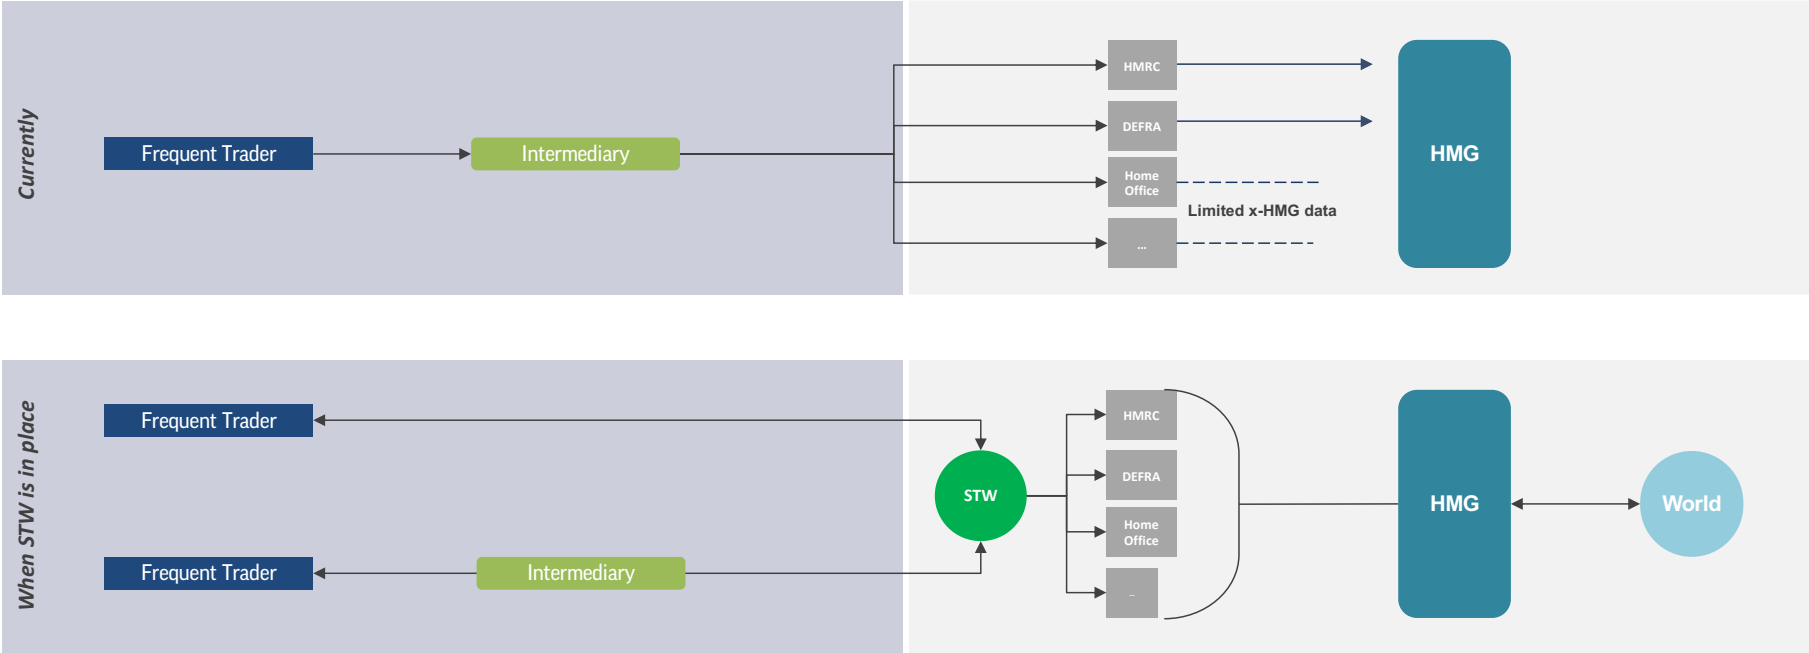 Currently
Frequent Trader
Intermediary
HMRC
DEFRA
Home
Office
...
Limited x-HMG data
HMG
When STW is in place
Frequent Trader
Frequent Trader
Intermediary
STW
HMRC
DEFRA
Home
Office
..
HMG
World